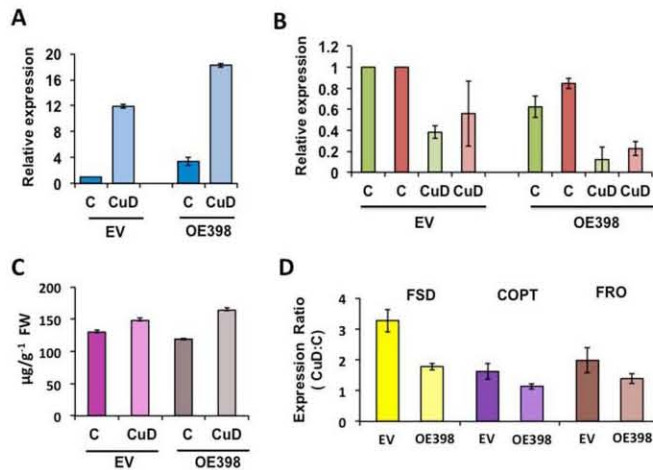 A
Relative expression
20
16
12
8
4
0
C CuD C CuD
EV OE398
B
Relative expression
1.2
1
0.8
0.6
0.4
0.2
0
C C CuD CuD C C CuD CuD
EV OE398
C
µg/g⁻¹ FW
200
150
100
50
0
C CuD C CuD
EV OE398
D
Expression Ratio
( CuD:C)
4
3
2
1
0
FSD COPT FRO
EV OE398 EV OE398 EV OE398